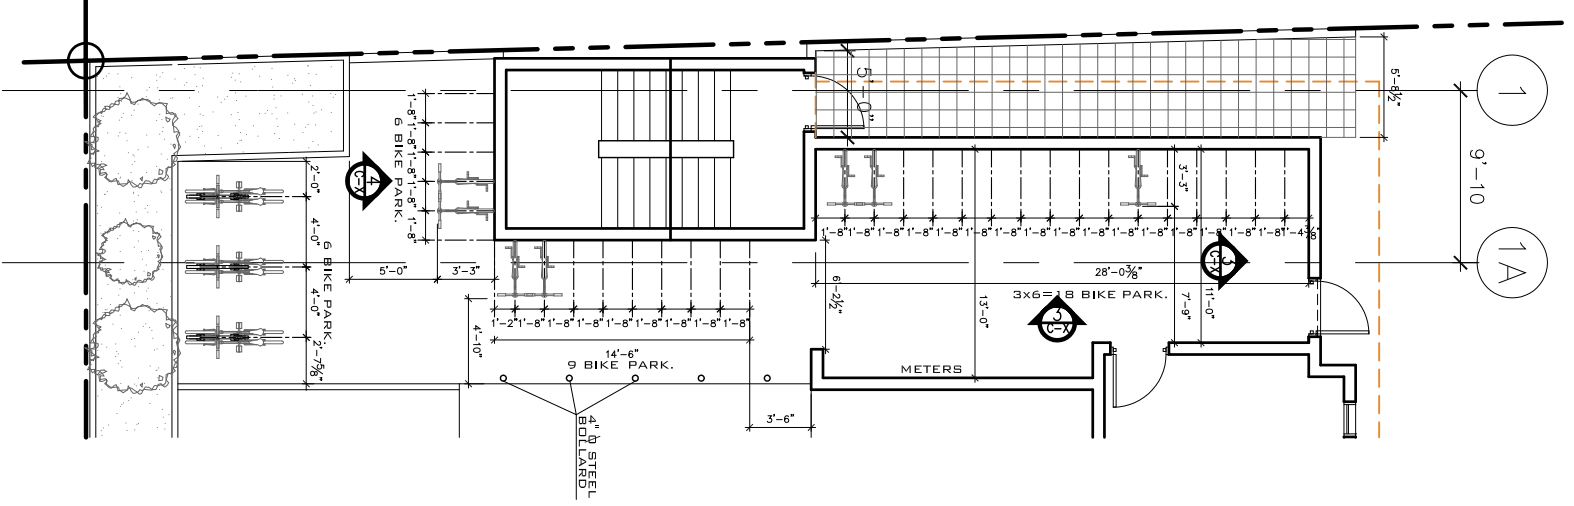 5'-0"
5'-8½"
1
9'-10
1A
1'-8" 1'-8" 1'-8" 1'-8" 1'-8"
6 BIKE PARK.
4
C-X
2'-0"
4'-0"
4'-0"
2'-7⅝"
6 BIKE PARK.
5'-0"
3'-3"
4'-10"
1'-2" 1'-8" 1'-8" 1'-8" 1'-8" 1'-8" 1'-8" 1'-8" 1'-8"
14'-6"
9 BIKE PARK.
3'-6"
4" STEEL
BOLLARD
3'-3"
1'-8" 1'-8" 1'-8" 1'-8" 1'-8" 1'-8" 1'-8" 1'-8" 1'-8" 1'-8" 1'-8" 1'-8" 1'-8" 1'-8" 1'-8" 1'-8" 1'-4⅜"
28'-0⅜"
3x6=18 BIKE PARK.
6'-2½"
13'-0"
7'-9"
11'-0"
3
C-X
3
C-X
METERS